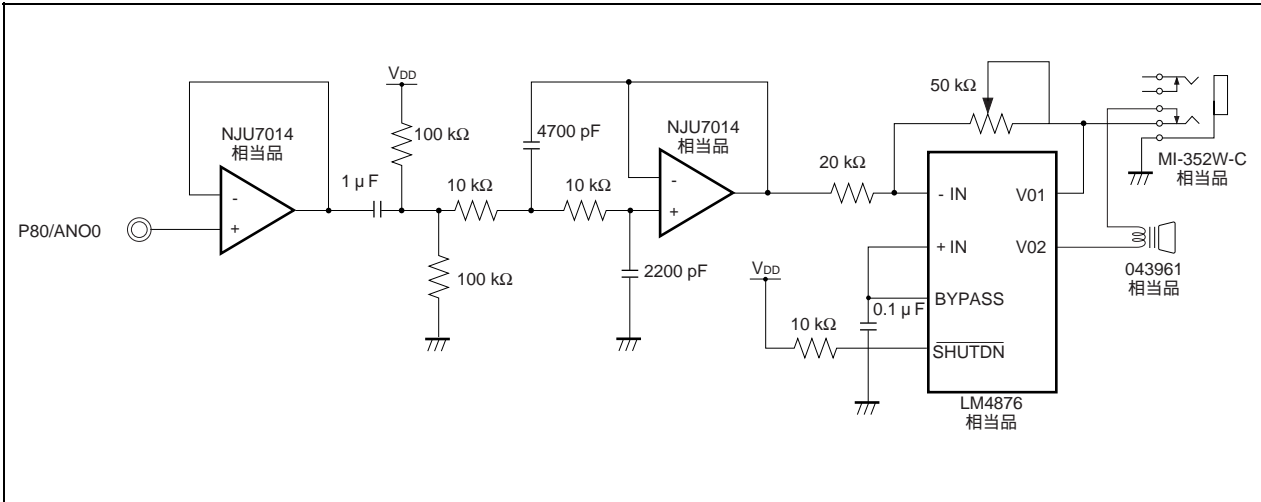 P80/ANO0
NJU7014
相当品
-
+
1 μF
VDD
100 kΩ
100 kΩ
10 kΩ
4700 pF
10 kΩ
2200 pF
NJU7014
相当品
-
+
20 kΩ
50 kΩ
- IN
+ IN
BYPASS
SHUTDN
V01
V02
VDD
10 kΩ
0.1 μF
LM4876
相当品
MI-352W-C
相当品
043961
相当品